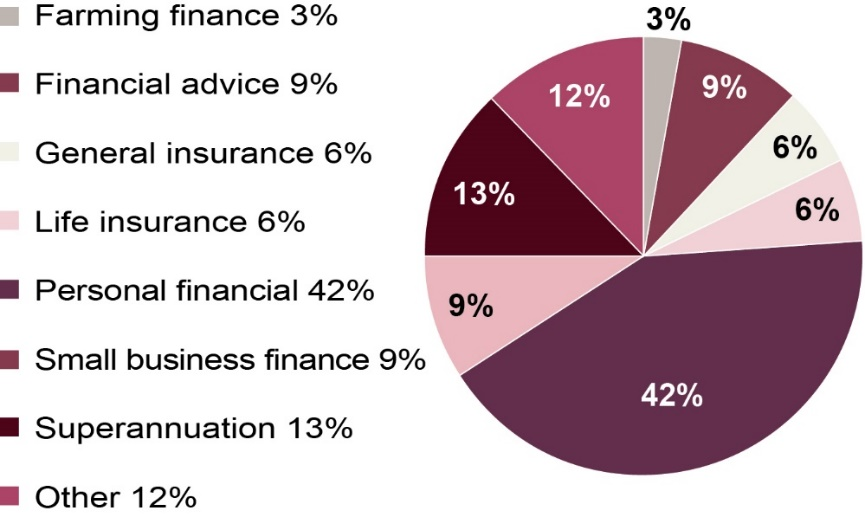 Farming finance 3%
Financial advice 9%
General insurance 6%
Life insurance 6%
Personal financial 42%
Small business finance 9%
Superannuation 13%
Other 12%
3%
9%
6%
6%
42%
9%
13%
12%